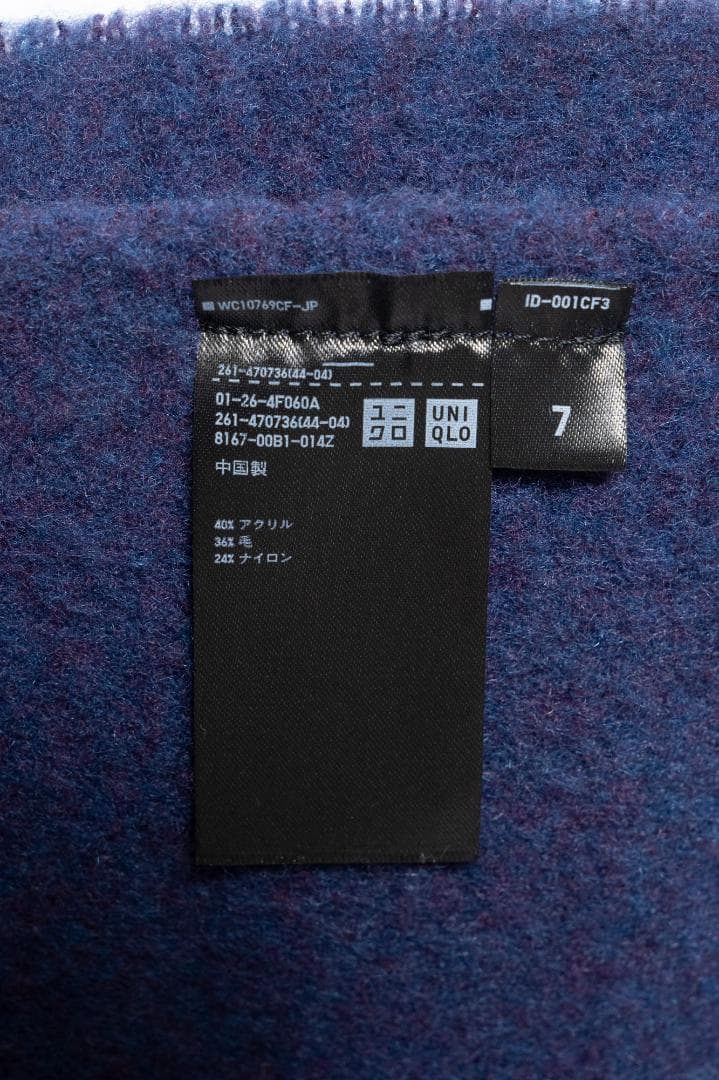 WC10769CF-JP
ID-001CF3
261-470736(44-04)
01-26-4F060A
261-470736(44-04)
8167-00B1-014Z
ユニ
クロ
UNI
QLO
7
中国製
40% アクリル
36% 毛
24% ナイロン